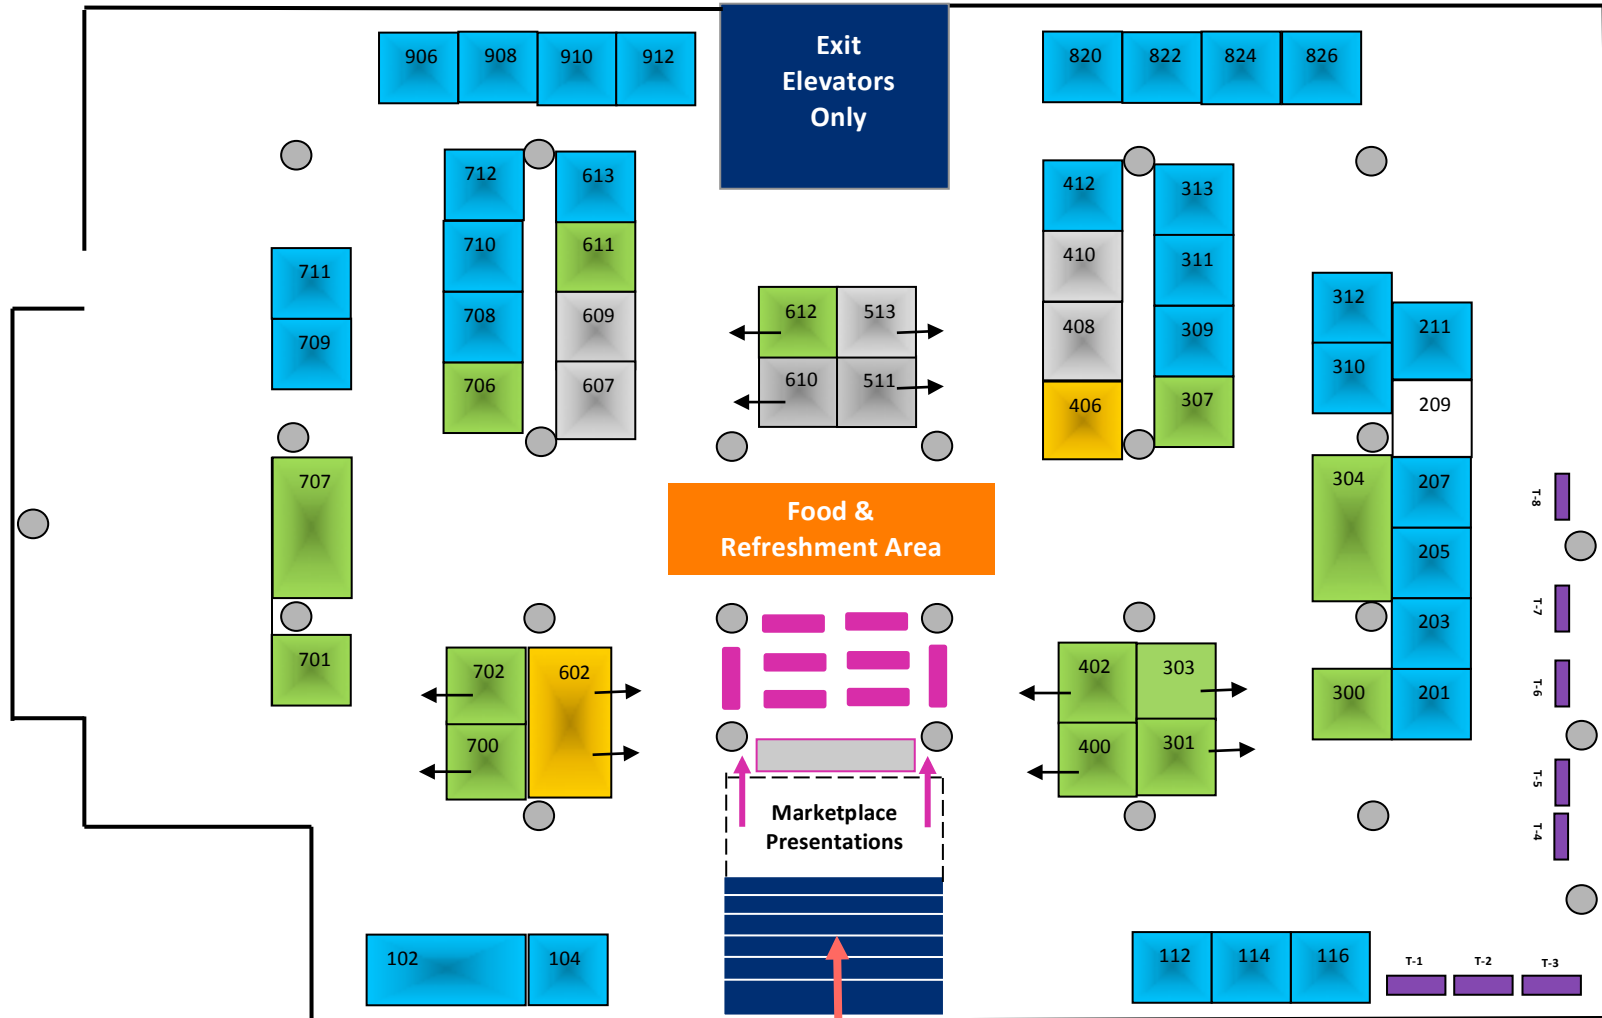 906 908 910 912
Exit
Elevators
Only
820 822 824 826
712 613
412 313
710 611
410 311
711
312
211
612 513
708 609
408 309
709
310
610 511
706 607
406 307
209
707
304 207
T-8
Food &
Refreshment Area
205
T-7
203
701
702 602
402 303
300 201
T-6
700
400 301
T-5
Marketplace
Presentations
T-4
102 104
112 114 116
T-1 T-2 T-3